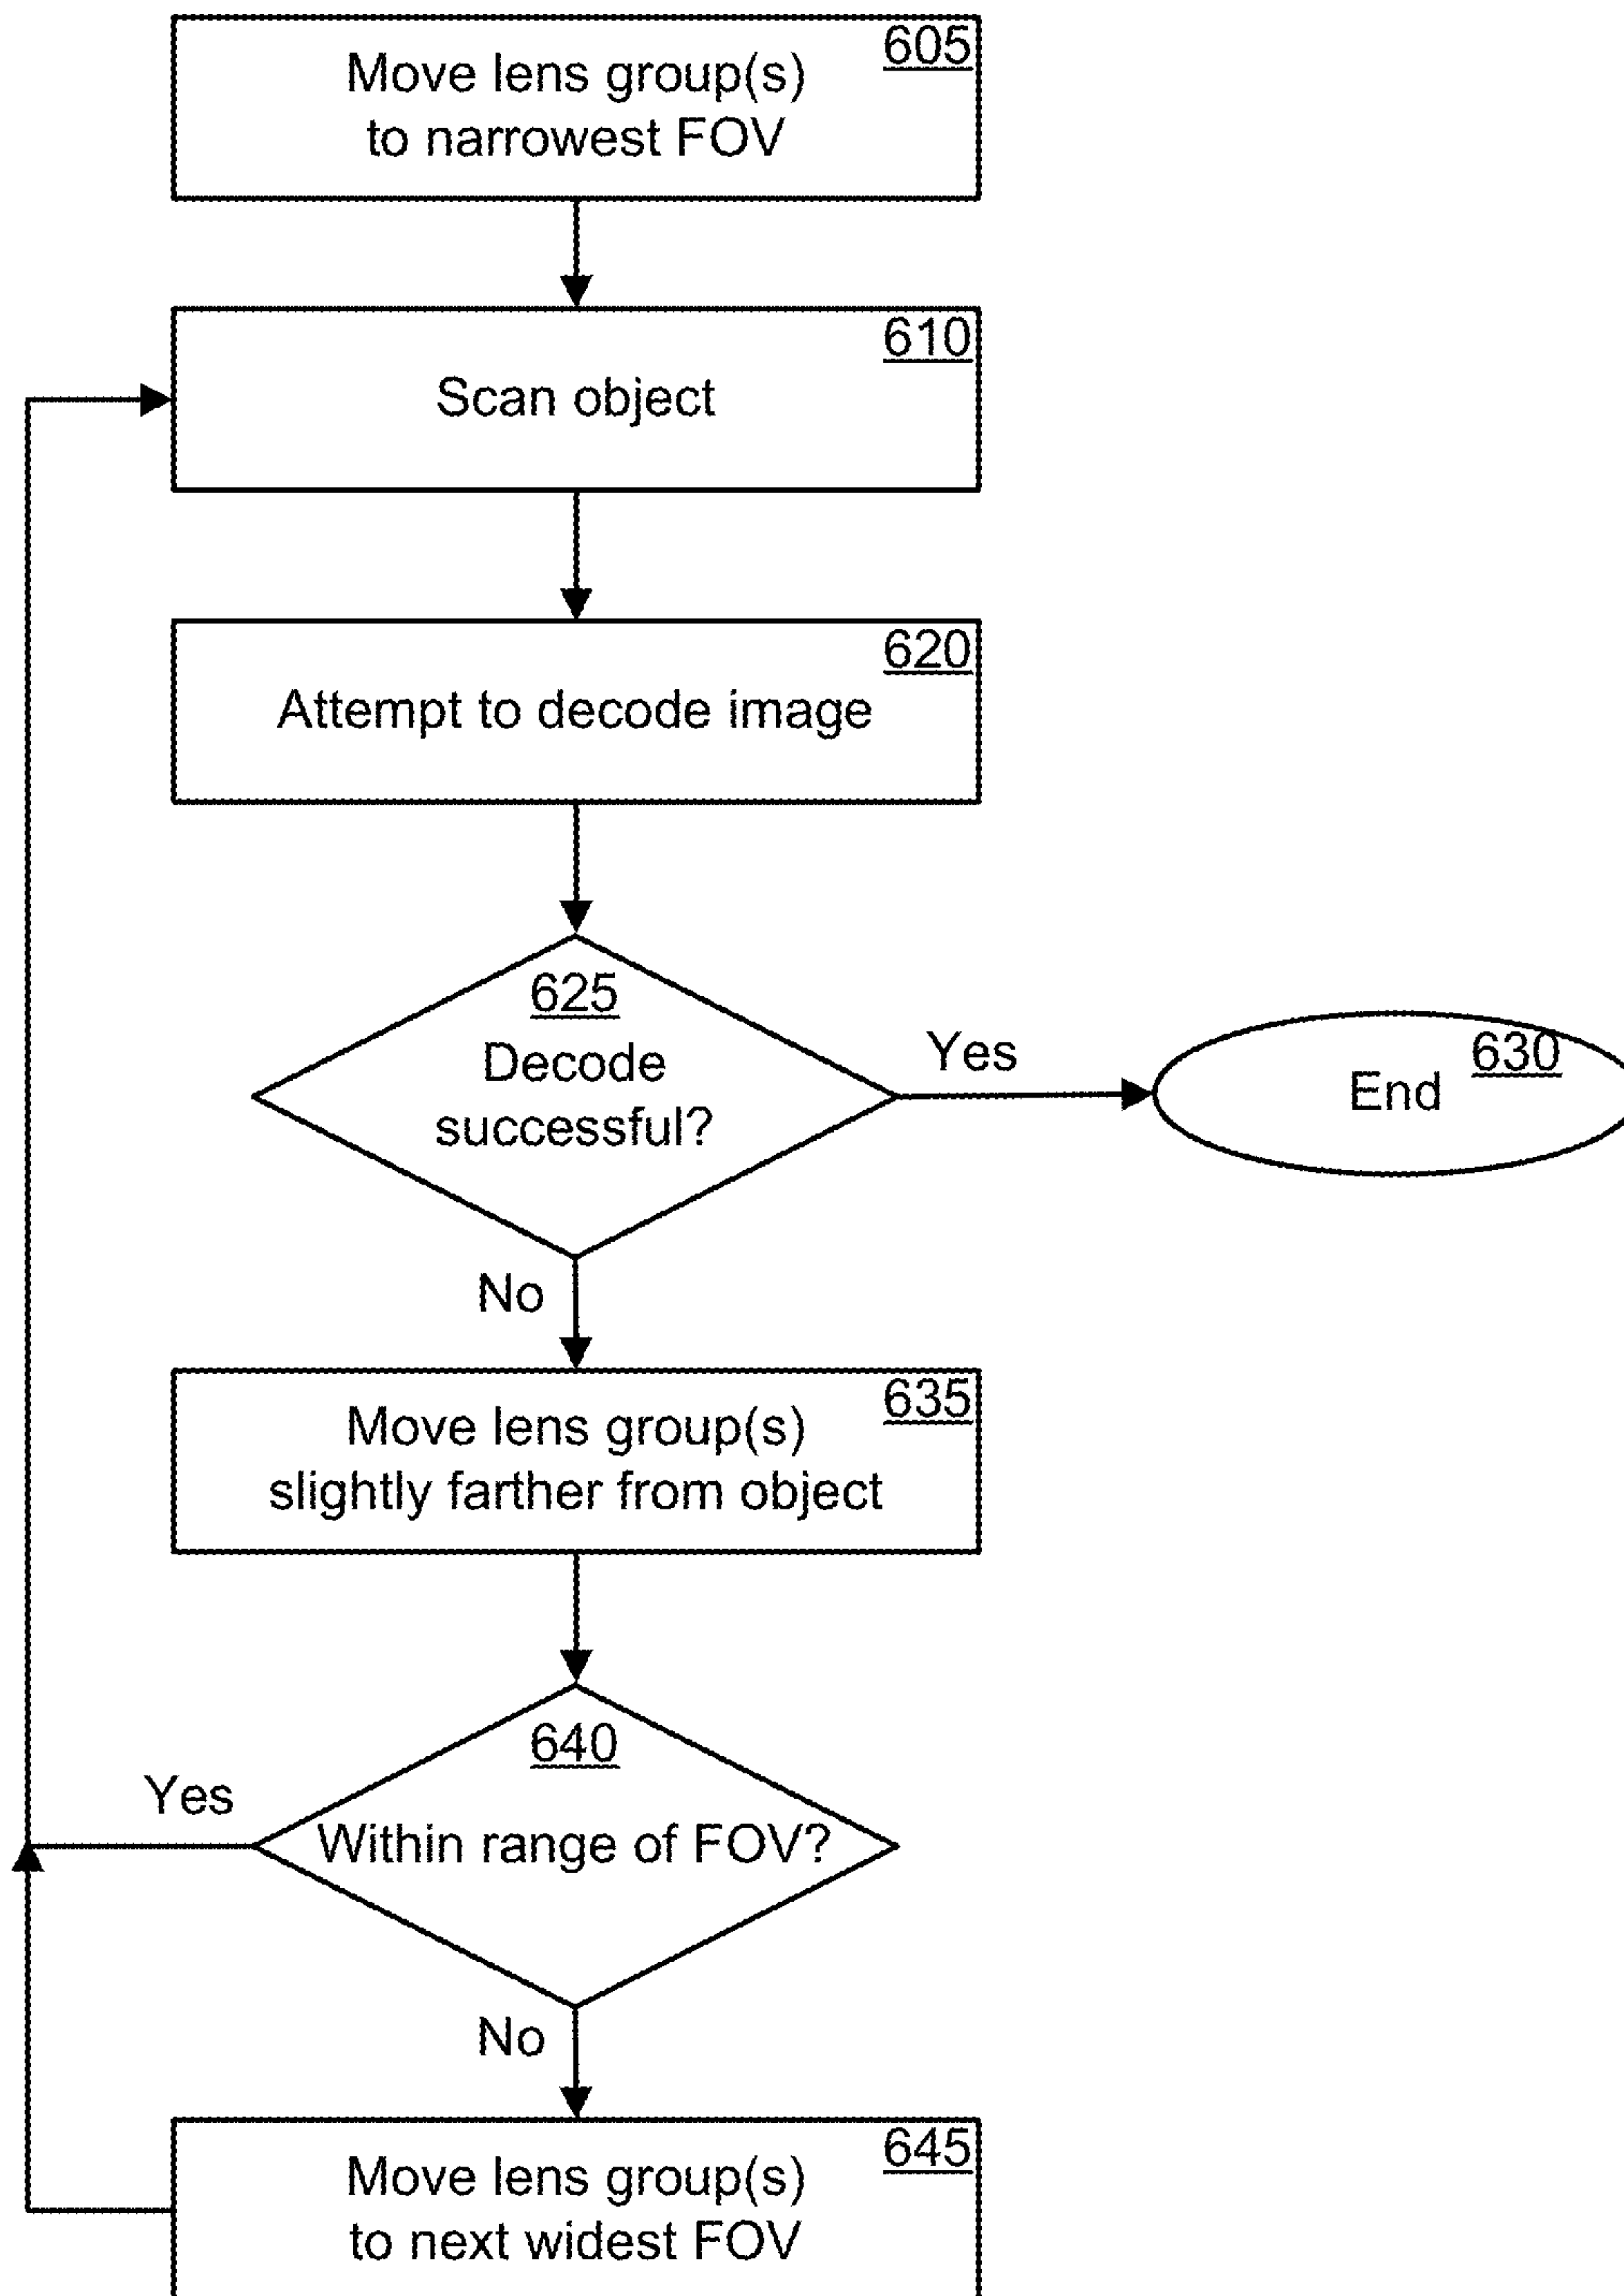 605
Move lens group(s)
to narrowest FOV
610
Scan object
620
Attempt to decode image
625
Decode
successful?
Yes
630
End
No
635
Move lens group(s)
slightly farther from object
640
Within range of FOV?
Yes
No
645
Move lens group(s)
to next widest FOV